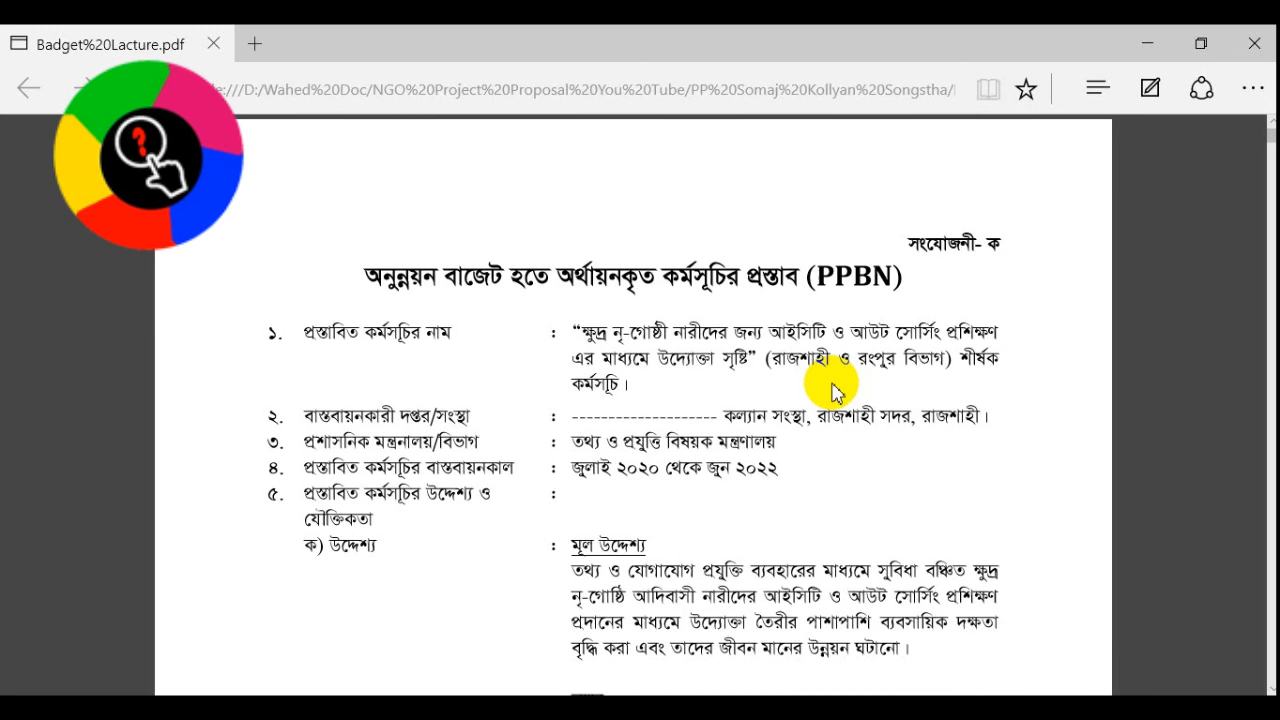 Badget%20Lacture.pdf
///D:/Wahed%20Doc/NGO%20Project%20Proposal%20You%20Tube/PP%20Somaj%20Kollyan%20Songstha/
?
সংযোজনী- ক
অনুন্নয়ন বাজেট হতে অর্থায়নকৃত কর্মসূচির প্রস্তাব (PPBN)
১. প্রস্তাবিত কর্মসূচির নাম : “ক্ষুদ্র নৃ-গোষ্ঠী নারীদের জন্য আইসিটি ও আউট সোর্সিং প্রশিক্ষণ
এর মাধ্যমে উদ্যোক্তা সৃষ্টি” (রাজশাহী ও রংপুর বিভাগ) শীর্ষক
কর্মসূচি।
২. বাস্তবায়নকারী দপ্তর/সংস্থা : -------------------- কল্যান সংস্থা, রাজশাহী সদর, রাজশাহী।
৩. প্রশাসনিক মন্ত্রনালয়/বিভাগ : তথ্য ও প্রযুত্তি বিষয়ক মন্ত্রণালয়
৪. প্রস্তাবিত কর্মসূচির বাস্তবায়নকাল : জুলাই ২০২০ থেকে জুন ২০২২
৫. প্রস্তাবিত কর্মসূচির উদ্দেশ্য ও :
যৌক্তিকতা
ক) উদ্দেশ্য : মূল উদ্দেশ্য
তথ্য ও যোগাযোগ প্রযুক্তি ব্যবহারের মাধ্যমে সুবিধা বঞ্চিত ক্ষুদ্র
নৃ-গোষ্ঠি আদিবাসী নারীদের আইসিটি ও আউট সোর্সিং প্রশিক্ষণ
প্রদানের মাধ্যমে উদ্যোক্তা তৈরীর পাশাপাশি ব্যবসায়িক দক্ষতা
বৃদ্ধি করা এবং তাদের জীবন মানের উন্নয়ন ঘটানো।